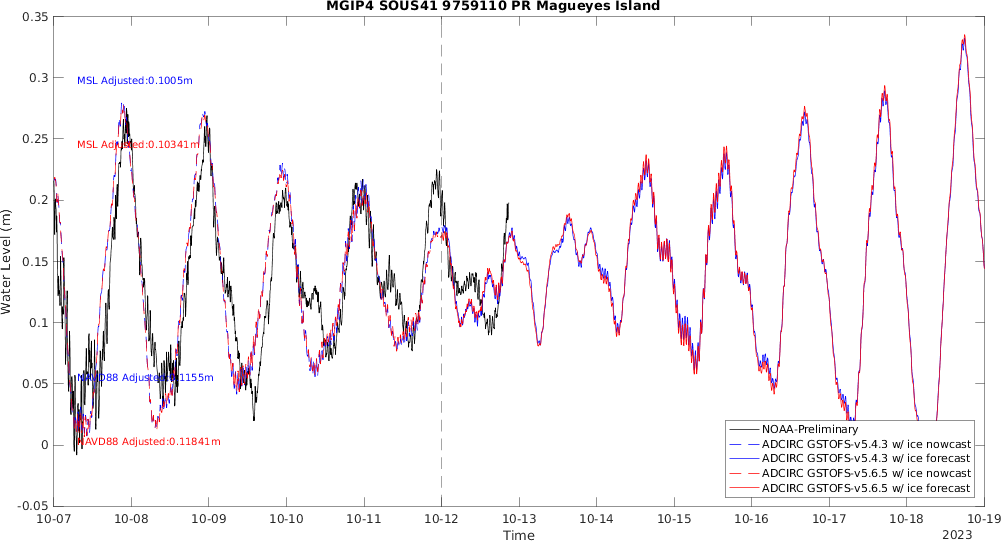 MGIP4 SOUS41 9759110 PR Magueyes Island
0.35
0.3
0.25
0.2
0.15
0.1
0.05
0
-0.05
Water Level (m)
MSL Adjusted:0.1005m
MSL Adjusted:0.10341m
NAVD88 Adjusted:0.1155m
NAVD88 Adjusted:0.11841m
NOAA-Preliminary
ADCIRC GSTOFS-v5.4.3 w/ ice nowcast
ADCIRC GSTOFS-v5.4.3 w/ ice forecast
ADCIRC GSTOFS-v5.6.5 w/ ice nowcast
ADCIRC GSTOFS-v5.6.5 w/ ice forecast
10-07 10-08 10-09 10-10 10-11 10-12 10-13 10-14 10-15 10-16 10-17 10-18 10-19
Time
2023